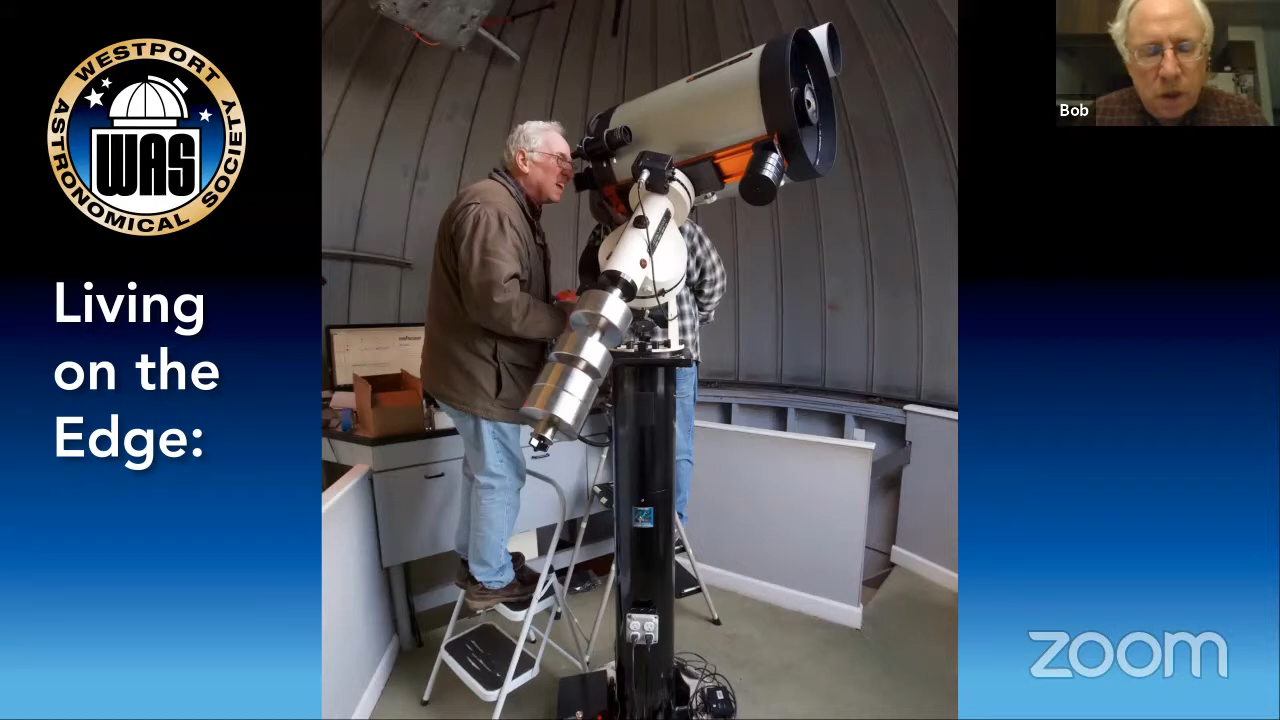 WESTPORT
ASTRONOMICAL SOCIETY
WAS
Living
on the
Edge:
Bob
zoom